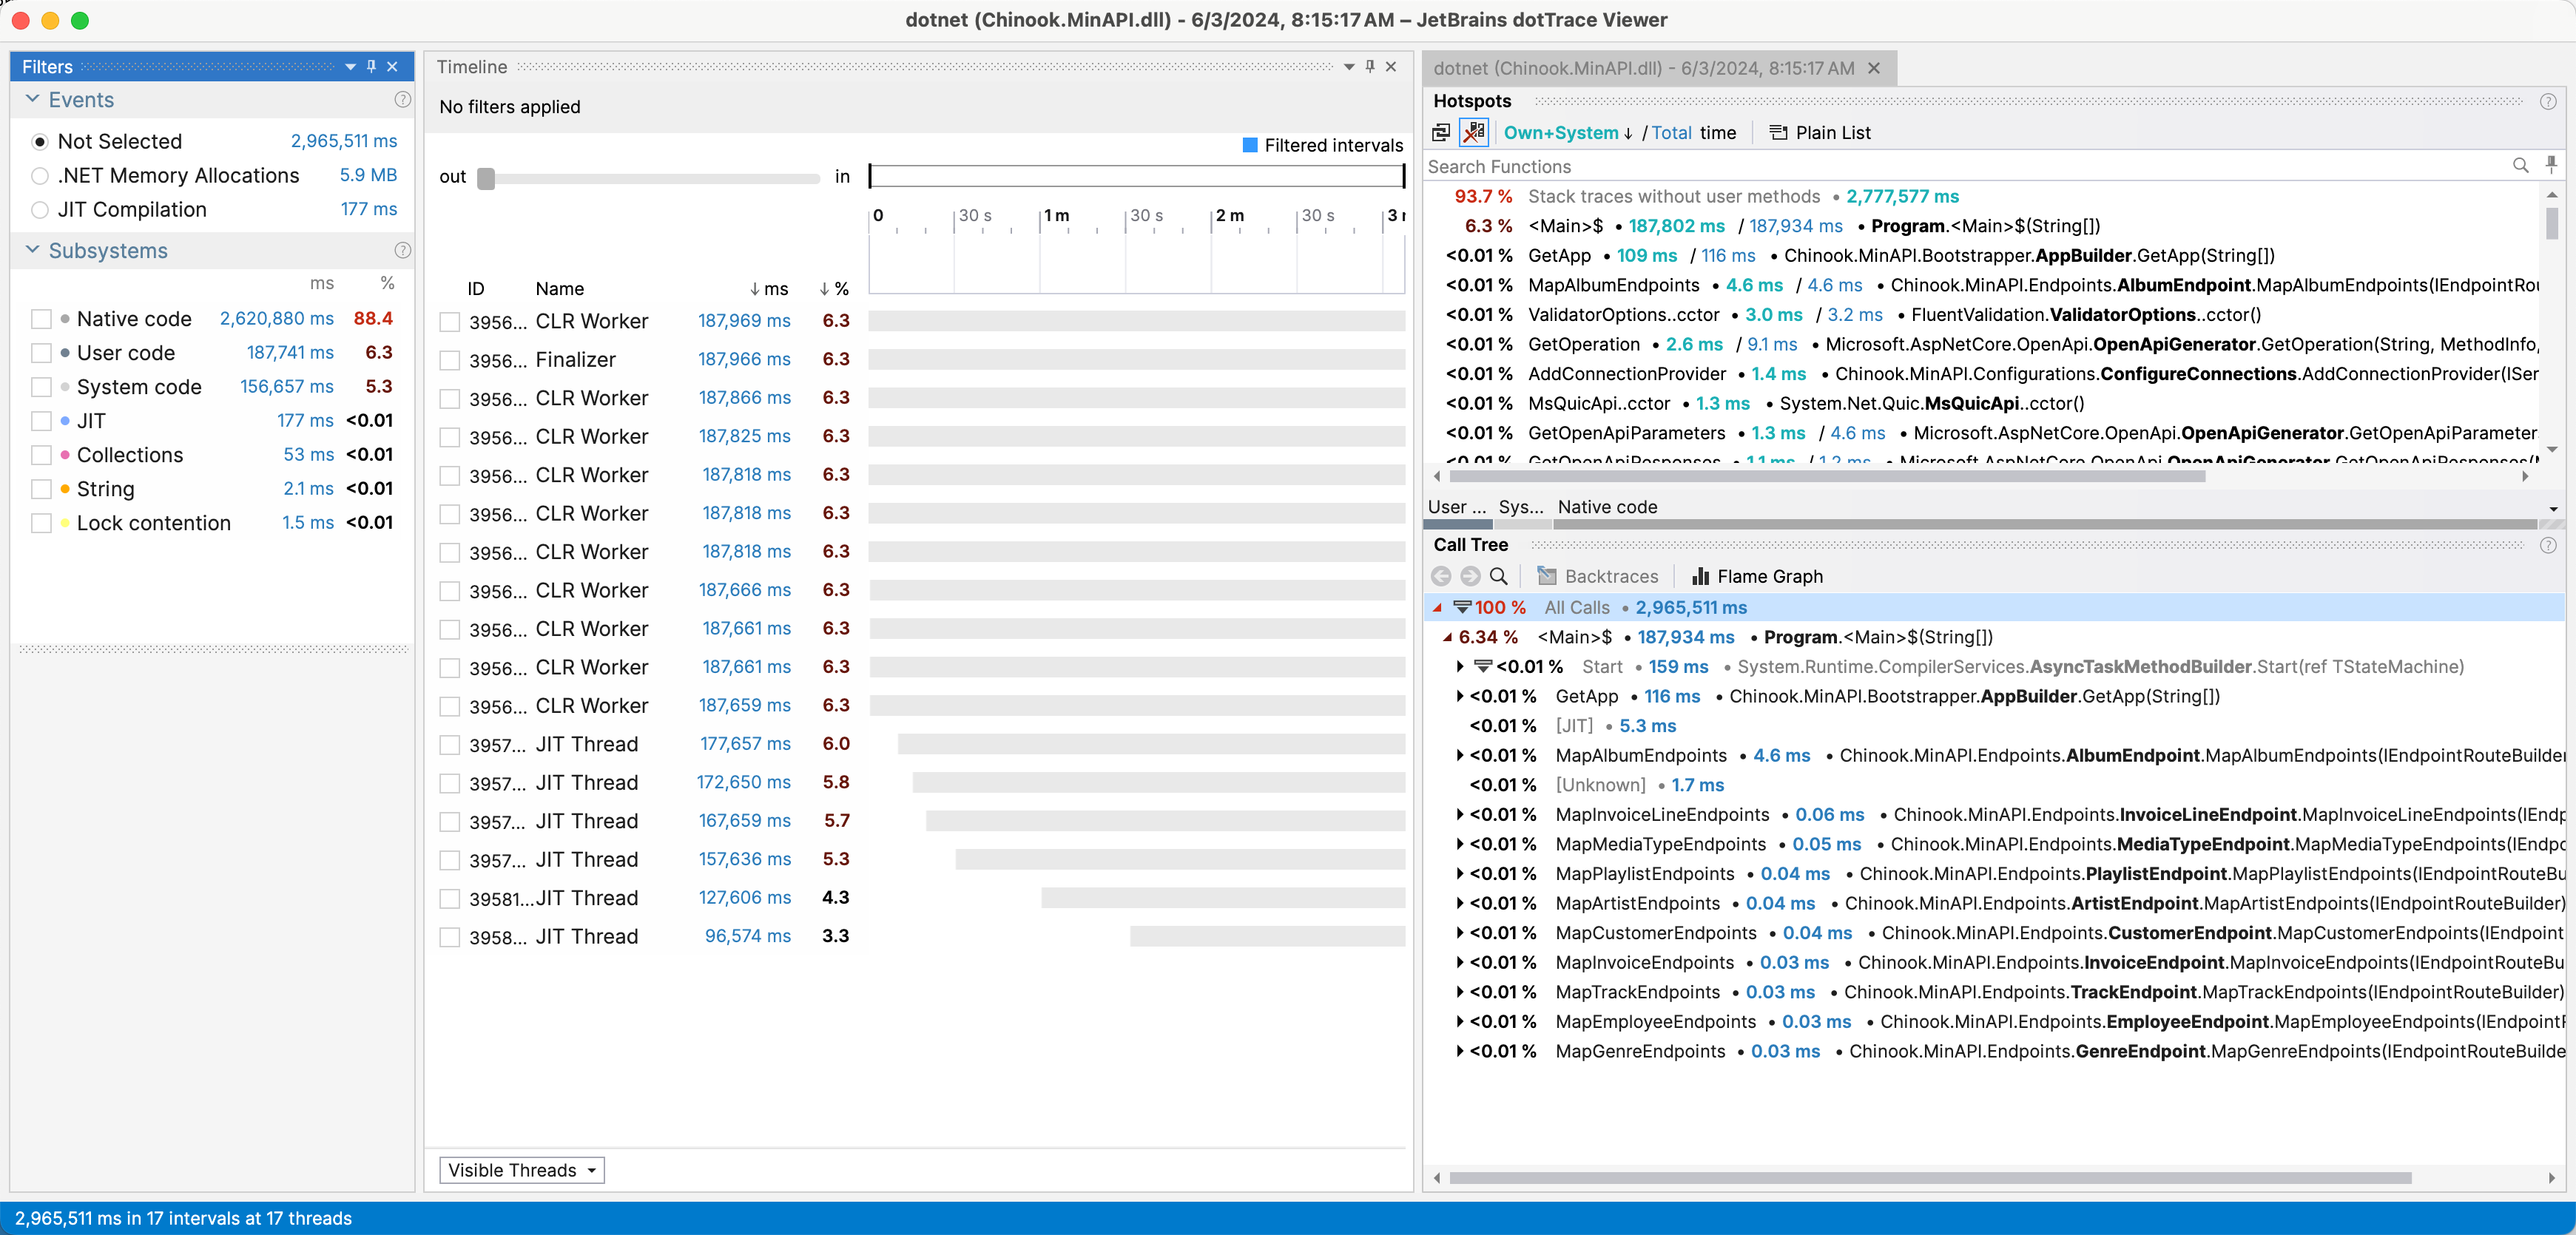 dotnet (Chinook.MinAPI.dll) - 6/3/2024, 8:15:17 AM – JetBrains dotTrace Viewer
Filters
Events
Not Selected 2,965,511 ms
.NET Memory Allocations 5.9 MB
JIT Compilation 177 ms
Subsystems
ms %
Native code 2,620,880 ms 88.4
User code 187,741 ms 6.3
System code 156,657 ms 5.3
JIT 177 ms <0.01
Collections 53 ms <0.01
String 2.1 ms <0.01
Lock contention 1.5 ms <0.01
Timeline
No filters applied
Filtered intervals
out in
0 30 s 1 m 30 s 2 m 30 s 3
ID Name ↓ ms ↓ %
3956... CLR Worker 187,969 ms 6.3
3956... Finalizer 187,966 ms 6.3
3956... CLR Worker 187,866 ms 6.3
3956... CLR Worker 187,825 ms 6.3
3956... CLR Worker 187,818 ms 6.3
3956... CLR Worker 187,818 ms 6.3
3956... CLR Worker 187,818 ms 6.3
3956... CLR Worker 187,666 ms 6.3
3956... CLR Worker 187,661 ms 6.3
3956... CLR Worker 187,661 ms 6.3
3956... CLR Worker 187,659 ms 6.3
3957... JIT Thread 177,657 ms 6.0
3957... JIT Thread 172,650 ms 5.8
3957... JIT Thread 167,659 ms 5.7
3957... JIT Thread 157,636 ms 5.3
39581... JIT Thread 127,606 ms 4.3
3958... JIT Thread 96,574 ms 3.3
Visible Threads
dotnet (Chinook.MinAPI.dll) - 6/3/2024, 8:15:17 AM
Hotspots
Own+System ↓ / Total time Plain List
Search Functions
93.7 % Stack traces without user methods • 2,777,577 ms
6.3 % <Main>$ • 187,802 ms / 187,934 ms • Program.<Main>$(String[])
<0.01 % GetApp • 109 ms / 116 ms • Chinook.MinAPI.Bootstrapper.AppBuilder.GetApp(String[])
<0.01 % MapAlbumEndpoints • 4.6 ms / 4.6 ms • Chinook.MinAPI.Endpoints.AlbumEndpoint.MapAlbumEndpoints(IEndpointRou
<0.01 % ValidatorOptions..cctor • 3.0 ms / 3.2 ms • FluentValidation.ValidatorOptions..cctor()
<0.01 % GetOperation • 2.6 ms / 9.1 ms • Microsoft.AspNetCore.OpenApi.OpenApiGenerator.GetOperation(String, MethodInfo,
<0.01 % AddConnectionProvider • 1.4 ms • Chinook.MinAPI.Configurations.ConfigureConnections.AddConnectionProvider(ISer
<0.01 % MsQuicApi..cctor • 1.3 ms • System.Net.Quic.MsQuicApi..cctor()
<0.01 % GetOpenApiParameters • 1.3 ms / 4.6 ms • Microsoft.AspNetCore.OpenApi.OpenApiGenerator.GetOpenApiParameter
<0.01 % GetOpenApiResponses • 1.1 ms / 1.2 ms • Microsoft.AspNetCore.OpenApi.OpenApiGenerator.GetOpenApiResponses(
User ... Sys... Native code
Call Tree
Backtraces Flame Graph
100 % All Calls • 2,965,511 ms
6.34 % <Main>$ • 187,934 ms • Program.<Main>$(String[])
<0.01 % Start • 159 ms • System.Runtime.CompilerServices.AsyncTaskMethodBuilder.Start(ref TStateMachine)
<0.01 % GetApp • 116 ms • Chinook.MinAPI.Bootstrapper.AppBuilder.GetApp(String[])
<0.01 % [JIT] • 5.3 ms
<0.01 % MapAlbumEndpoints • 4.6 ms • Chinook.MinAPI.Endpoints.AlbumEndpoint.MapAlbumEndpoints(IEndpointRouteBuilder
<0.01 % [Unknown] • 1.7 ms
<0.01 % MapInvoiceLineEndpoints • 0.06 ms • Chinook.MinAPI.Endpoints.InvoiceLineEndpoint.MapInvoiceLineEndpoints(IEndp
<0.01 % MapMediaTypeEndpoints • 0.05 ms • Chinook.MinAPI.Endpoints.MediaTypeEndpoint.MapMediaTypeEndpoints(IEndpo
<0.01 % MapPlaylistEndpoints • 0.04 ms • Chinook.MinAPI.Endpoints.PlaylistEndpoint.MapPlaylistEndpoints(IEndpointRouteBu
<0.01 % MapArtistEndpoints • 0.04 ms • Chinook.MinAPI.Endpoints.ArtistEndpoint.MapArtistEndpoints(IEndpointRouteBuilder)
<0.01 % MapCustomerEndpoints • 0.04 ms • Chinook.MinAPI.Endpoints.CustomerEndpoint.MapCustomerEndpoints(IEndpoint
<0.01 % MapInvoiceEndpoints • 0.03 ms • Chinook.MinAPI.Endpoints.InvoiceEndpoint.MapInvoiceEndpoints(IEndpointRouteBu
<0.01 % MapTrackEndpoints • 0.03 ms • Chinook.MinAPI.Endpoints.TrackEndpoint.MapTrackEndpoints(IEndpointRouteBuilder)
<0.01 % MapEmployeeEndpoints • 0.03 ms • Chinook.MinAPI.Endpoints.EmployeeEndpoint.MapEmployeeEndpoints(IEndpoint
<0.01 % MapGenreEndpoints • 0.03 ms • Chinook.MinAPI.Endpoints.GenreEndpoint.MapGenreEndpoints(IEndpointRouteBuilde
2,965,511 ms in 17 intervals at 17 threads